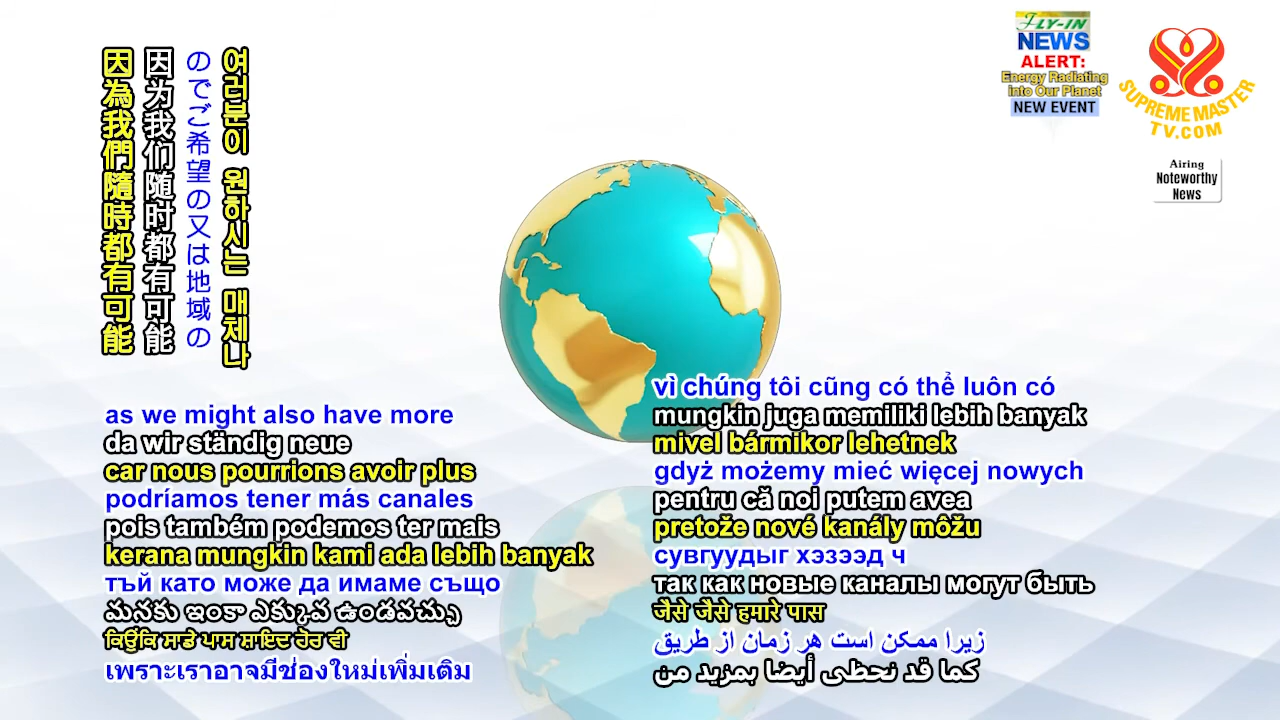 여러분이 원하시는 매체나
のでご希望の又は地域の
因为我们随时都有可能
因為我們隨時都有可能
FLY-IN
NEWS
ALERT:
Energy Radiating
into Our Planet
NEW EVENT
SUPREME MASTER
TV.COM
Airing
Noteworthy
News
as we might also have more
da wir ständig neue
car nous pourrions avoir plus
podríamos tener más canales
pois também podemos ter mais
kerana mungkin kami ada lebih banyak
тъй като може да имаме също
మనకు ఇంకా ఎక్కువ ఉండవచ్చు
ਕਿਉਂਕਿ ਸਾਡੇ ਪਾਸ ਸ਼ਾਇਦ ਹੋਰ ਵੀ
เพราะเราอาจมีช่องใหม่เพิ่มเติม
vì chúng tôi cũng có thể luôn có
mungkin juga memiliki lebih banyak
mivel bármikor lehetnek
gdyż możemy mieć więcej nowych
pentru că noi putem avea
pretože nové kanály môžu
сувгуудыг хэзээд ч
так как новые каналы могут быть
जैसे जैसे हमारे पास
زیرا ممکن است هر زمان از طریق
كما قد نحظى أيضا بمزيد من